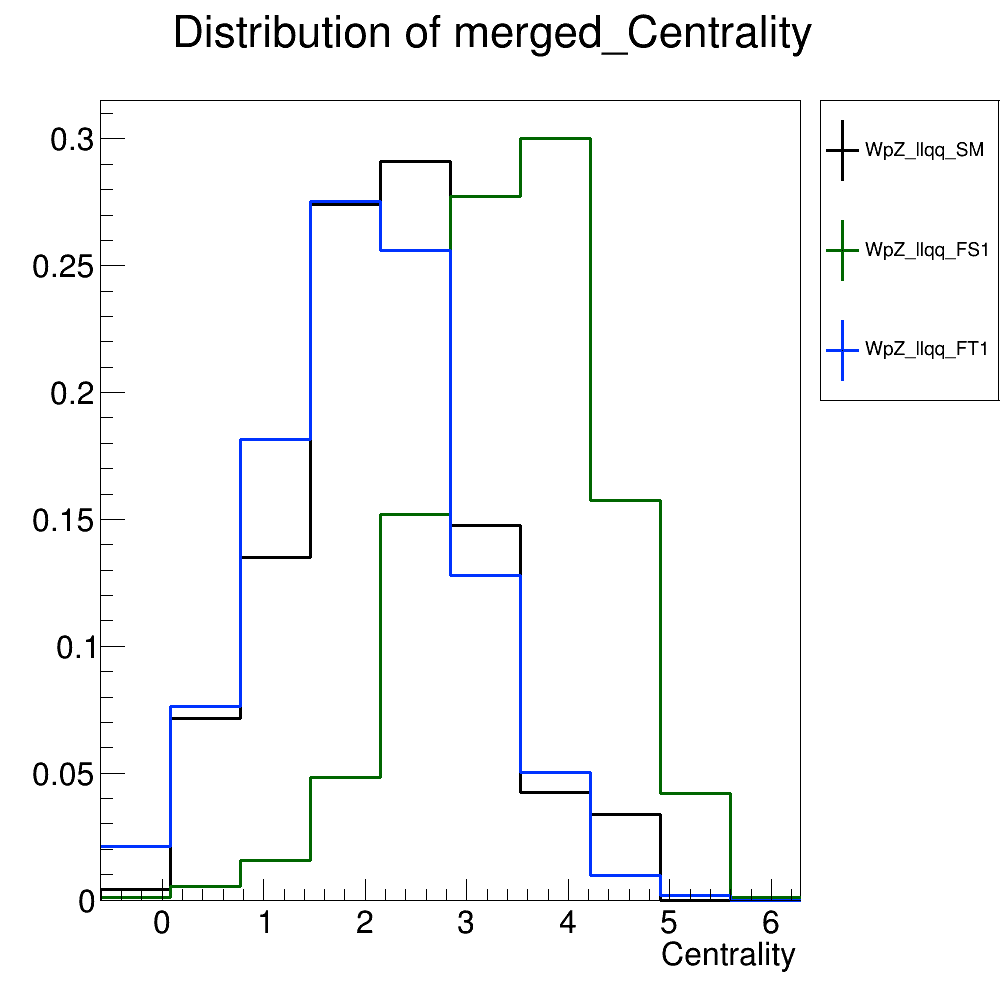 Distribution of merged_Centrality
0.3
0.25
0.2
0.15
0.1
0.05
0
0 1 2 3 4 5 6
Centrality
WpZ_llqq_SM
WpZ_llqq_FS1
WpZ_llqq_FT1